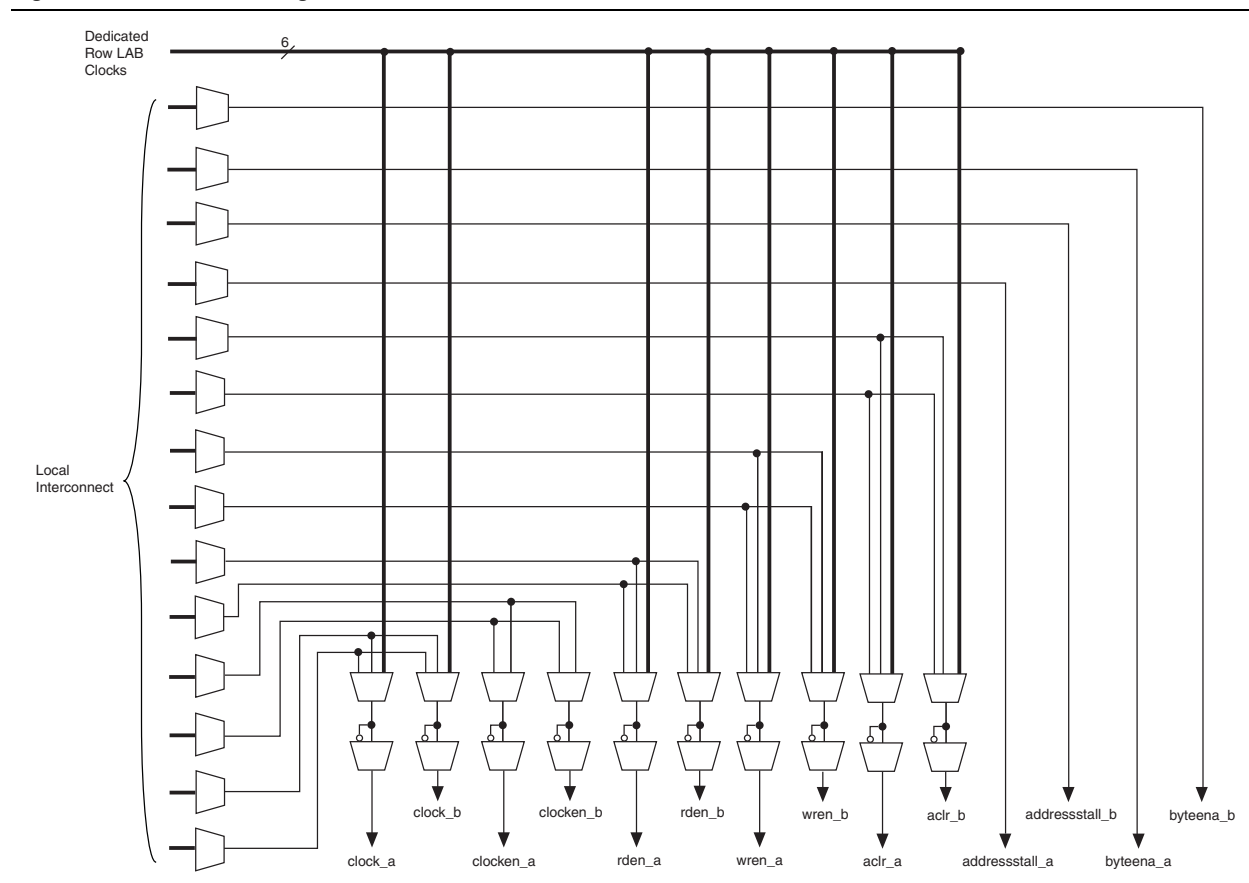 Dedicated
Row LAB
Clocks
6
Local
Interconnect
clock_b
clocken_b
rden_b
wren_b
aclr_b
addressstall_b
byteena_b
clock_a
clocken_a
rden_a
wren_a
aclr_a
addressstall_a
byteena_a